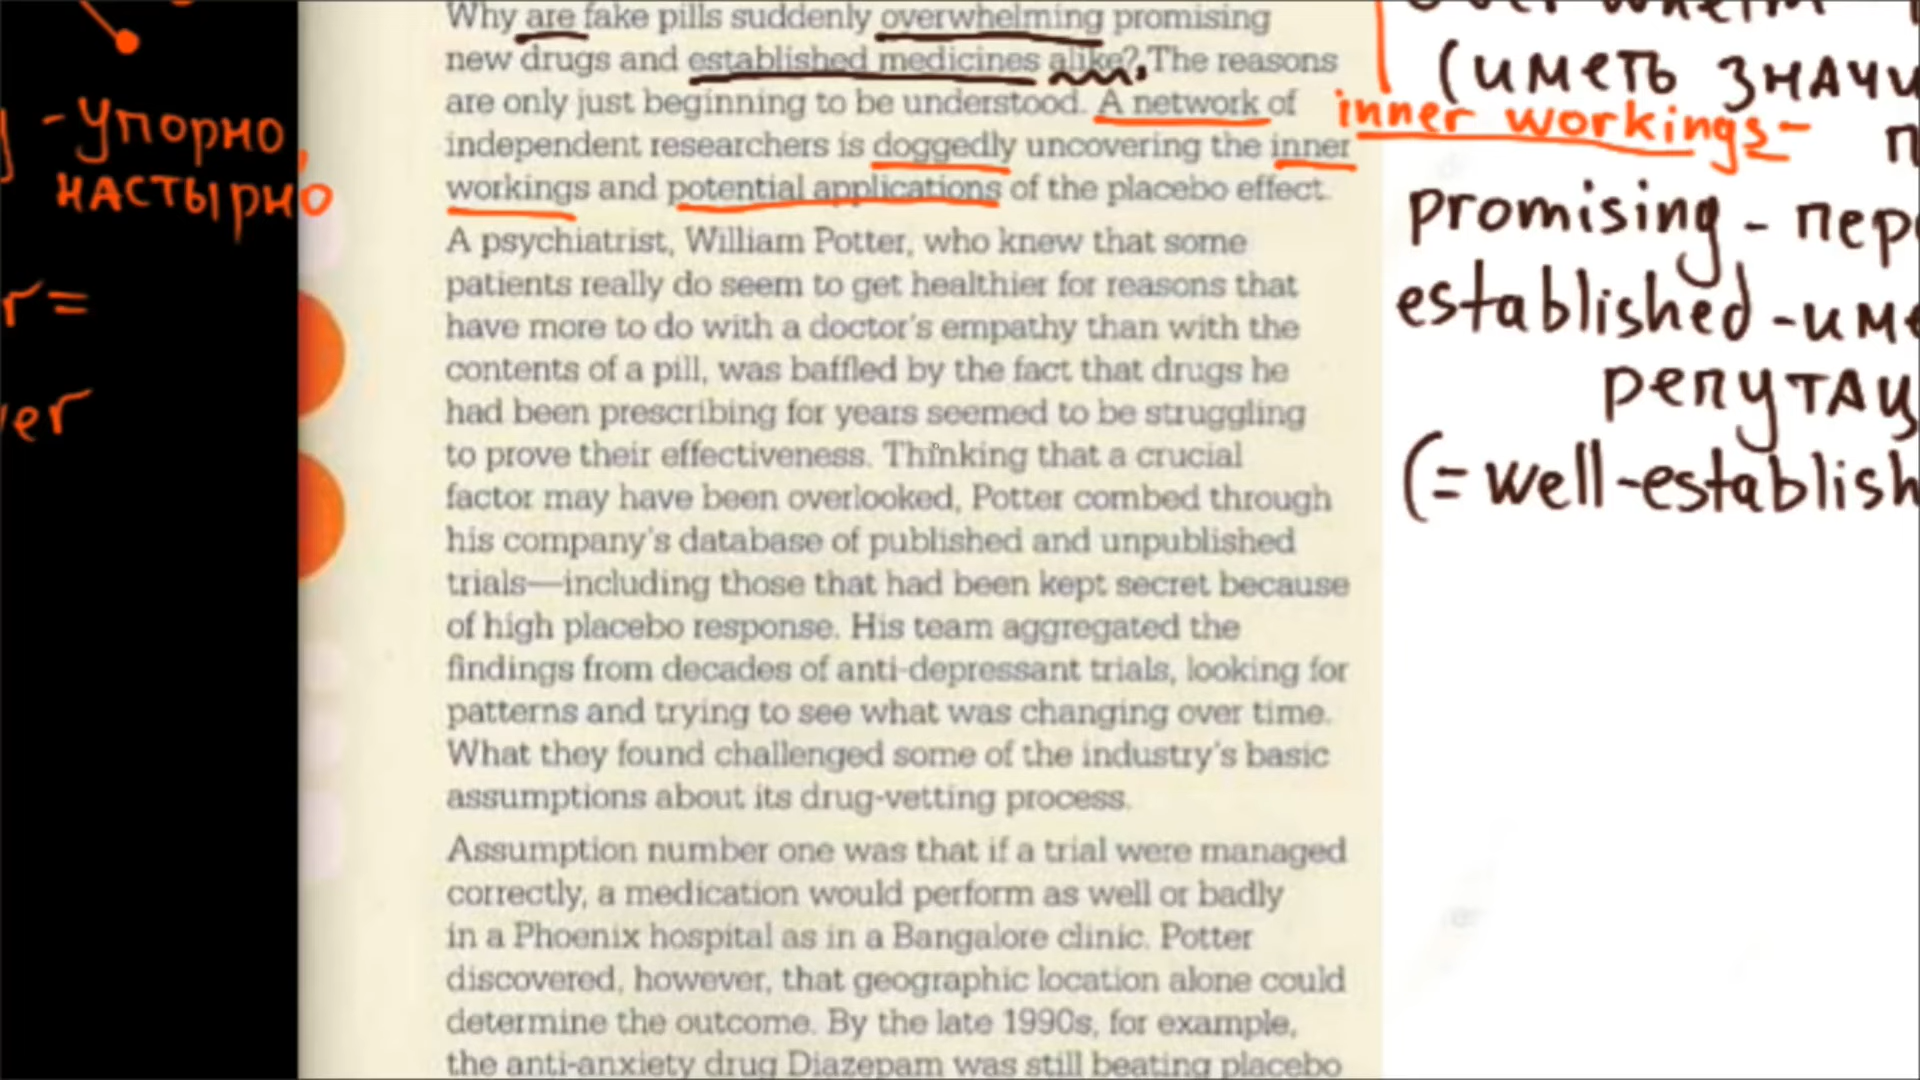 Why are fake pills suddenly overwhelming promising
new drugs and established medicines alike? The reasons
are only just beginning to be understood. A network of
independent researchers is doggedly uncovering the inner
workings and potential applications of the placebo effect.
A psychiatrist, William Potter, who knew that some
patients really do seem to get healthier for reasons that
have more to do with a doctor's empathy than with the
contents of a pill, was baffled by the fact that drugs he
had been prescribing for years seemed to be struggling
to prove their effectiveness. Thinking that a crucial
factor may have been overlooked, Potter combed through
his company's database of published and unpublished
trials—including those that had been kept secret because
of high placebo response. His team aggregated the
findings from decades of anti-depressant trials, looking for
patterns and trying to see what was changing over time.
What they found challenged some of the industry's basic
assumptions about its drug-vetting process.
Assumption number one was that if a trial were managed
correctly, a medication would perform as well or badly
in a Phoenix hospital as in a Bangalore clinic. Potter
discovered, however, that geographic location alone could
determine the outcome. By the late 1990s, for example,
the anti-anxiety drug Diazepam was still beating placebo
- упорно,
настырно
r =
ver
overwhelm
(иметь значи
inner workings -
п
promising - пер
established - име
репутац
(= well-establish